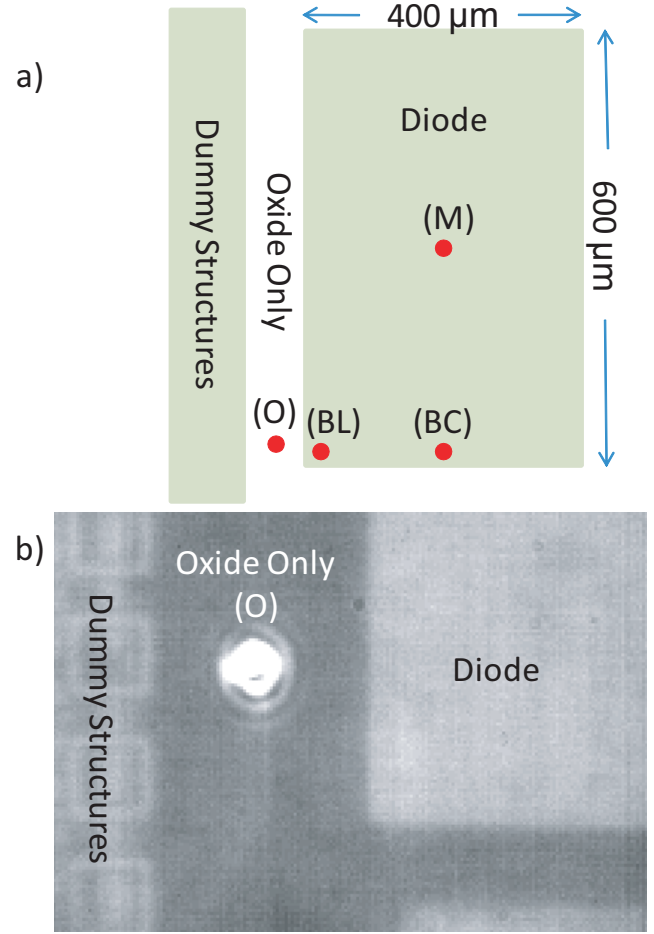 400 μm
a)
Diode
Dummy Structures
Oxide Only
(M)
600 μm
(O)
(BL)
(BC)
b)
Oxide Only
(O)
Dummy Structures
Diode